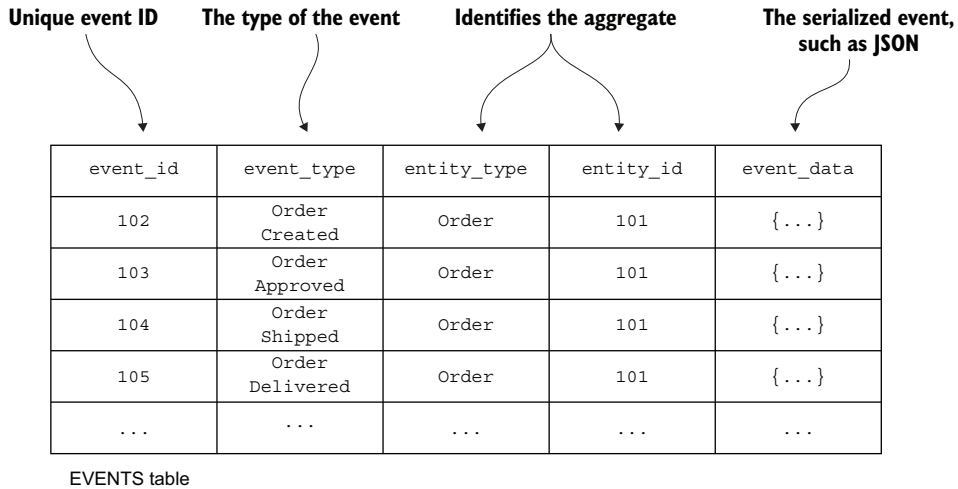 Unique event ID
The type of the event
Identifies the aggregate
The serialized event,
such as JSON
event_id event_type entity_type entity_id event_data
102 Order Created Order 101 {...}
103 Order Approved Order 101 {...}
104 Order Shipped Order 101 {...}
105 Order Delivered Order 101 {...}
... ... ... ... ...
EVENTS table